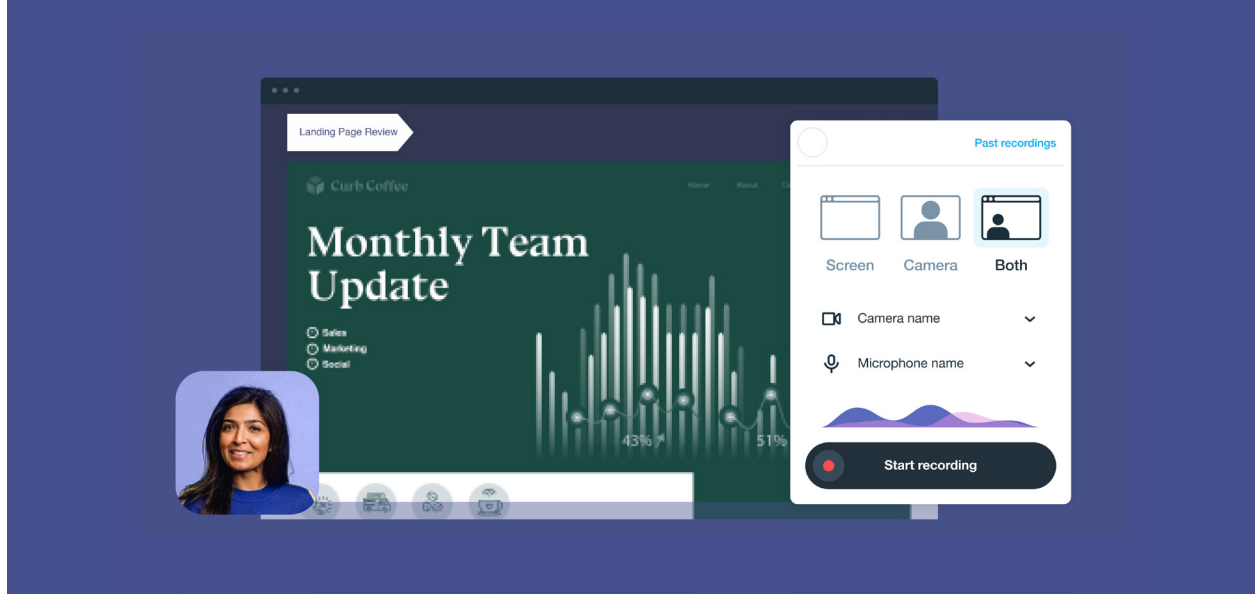 Landing Page Review
Curb Coffee
Home About
Monthly Team
Update
Sales
Marketing
Social
43%
51%
Past recordings
Screen Camera Both
Camera name
Microphone name
Start recording